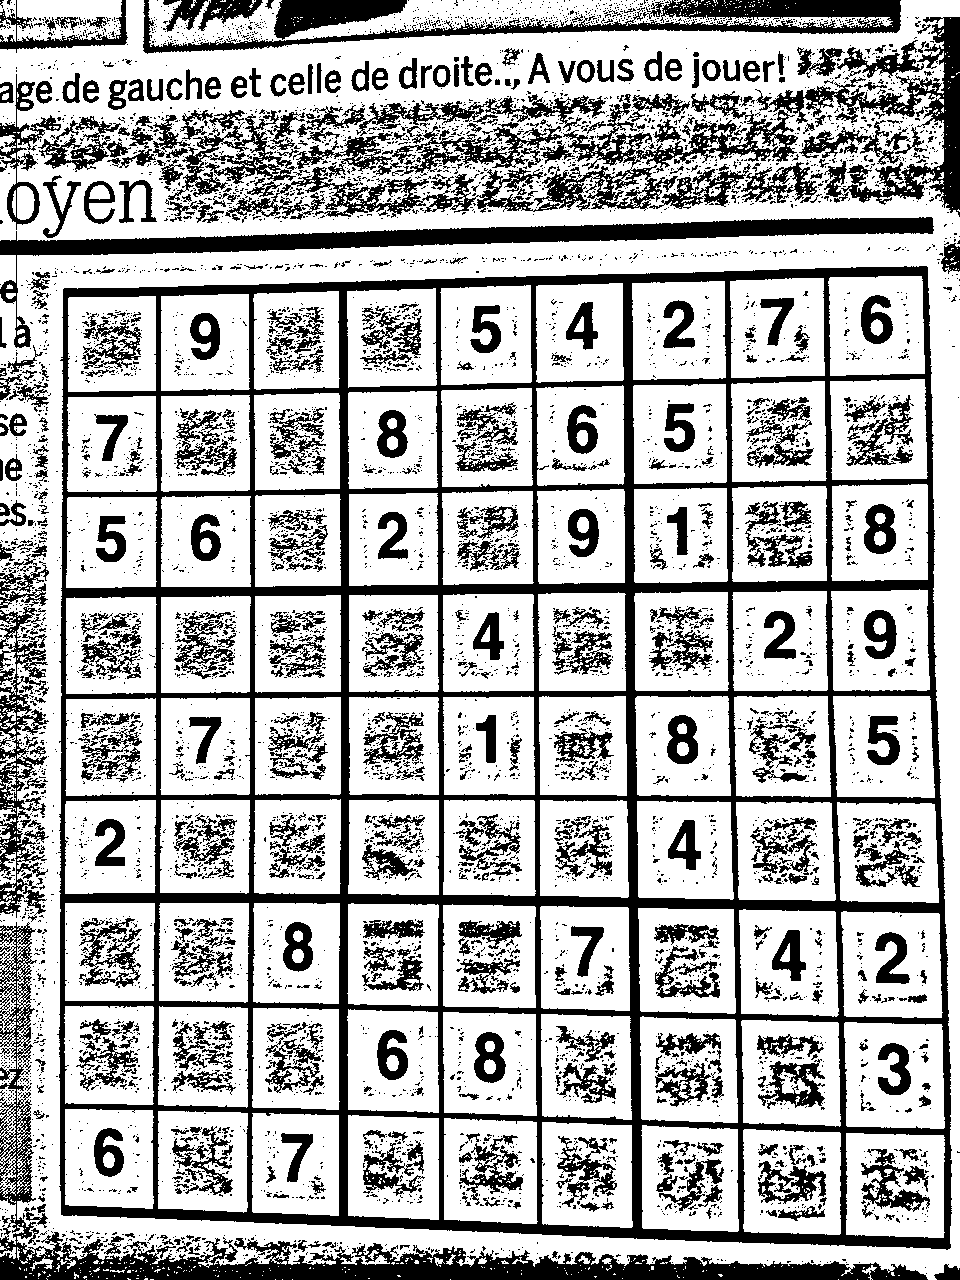 age de gauche et celle de droite... A vous de jouer!
oyen
e
l à
se
ne
es.
9 5 4 2 7 6
7 8 6 5
5 6 2 9 1 8
4 2 9
7 1 8 5
2 4
8 7 4 2
6 8 3
6 7